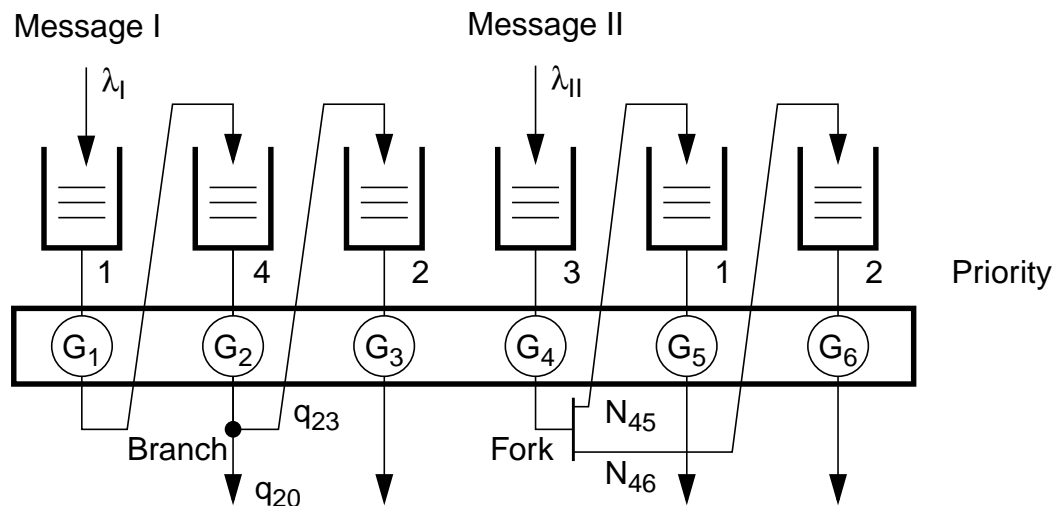 Message I
Message II
λI
λII
1 4 2 3 1 2 Priority
G1 G2 G3 G4 G5 G6
q23
N45
Branch
Fork
N46
q20